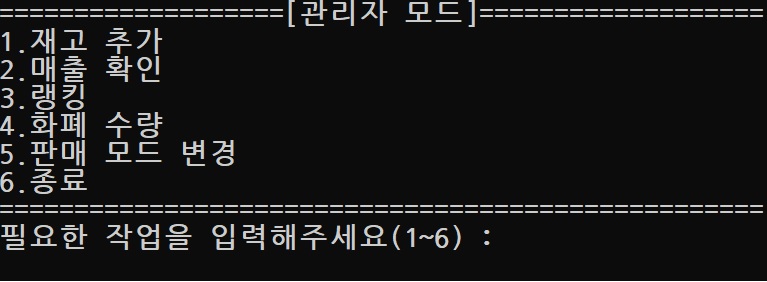 ===================[관리자 모드]===================
1.재고 추가
2.매출 확인
3.랭킹
4.화폐 수량
5.판매 모드 변경
6.종료
===================================================
필요한 작업을 입력해주세요(1~6) :